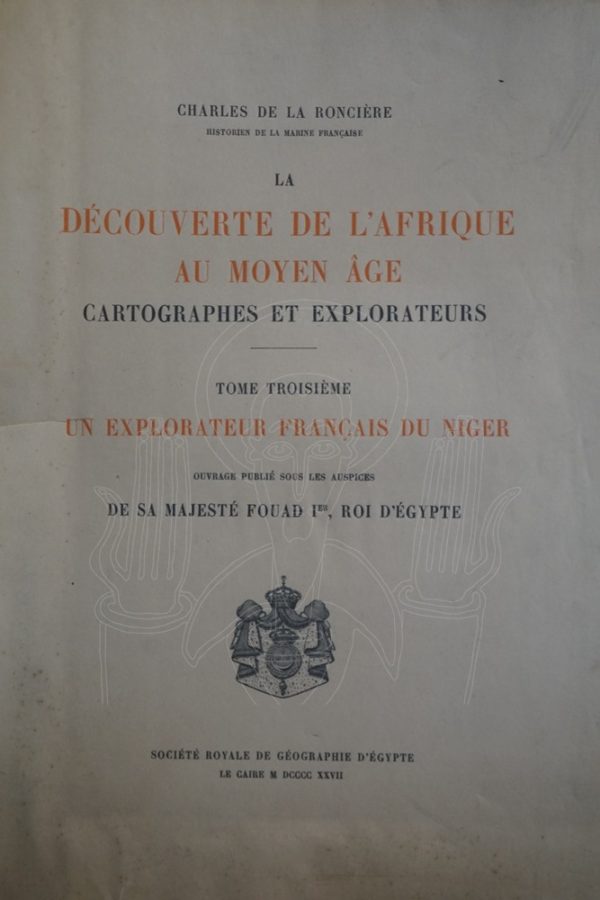 CHARLES DE LA RONCIÈRE
HISTORIEN DE LA MARINE FRANÇAISE
LA
DÉCOUVERTE DE L'AFRIQUE
AU MOYEN ÂGE
CARTOGRAPHES ET EXPLORATEURS
TOME TROISIÈME
UN EXPLORATEUR FRANÇAIS DU NIGER
OUVRAGE PUBLIÉ SOUS LES AUSPICES
DE SA MAJESTÉ FOUAD IER, ROI D'ÉGYPTE
SOCIÉTÉ ROYALE DE GÉOGRAPHIE D'ÉGYPTE
LE CAIRE M DCCCC XXVII